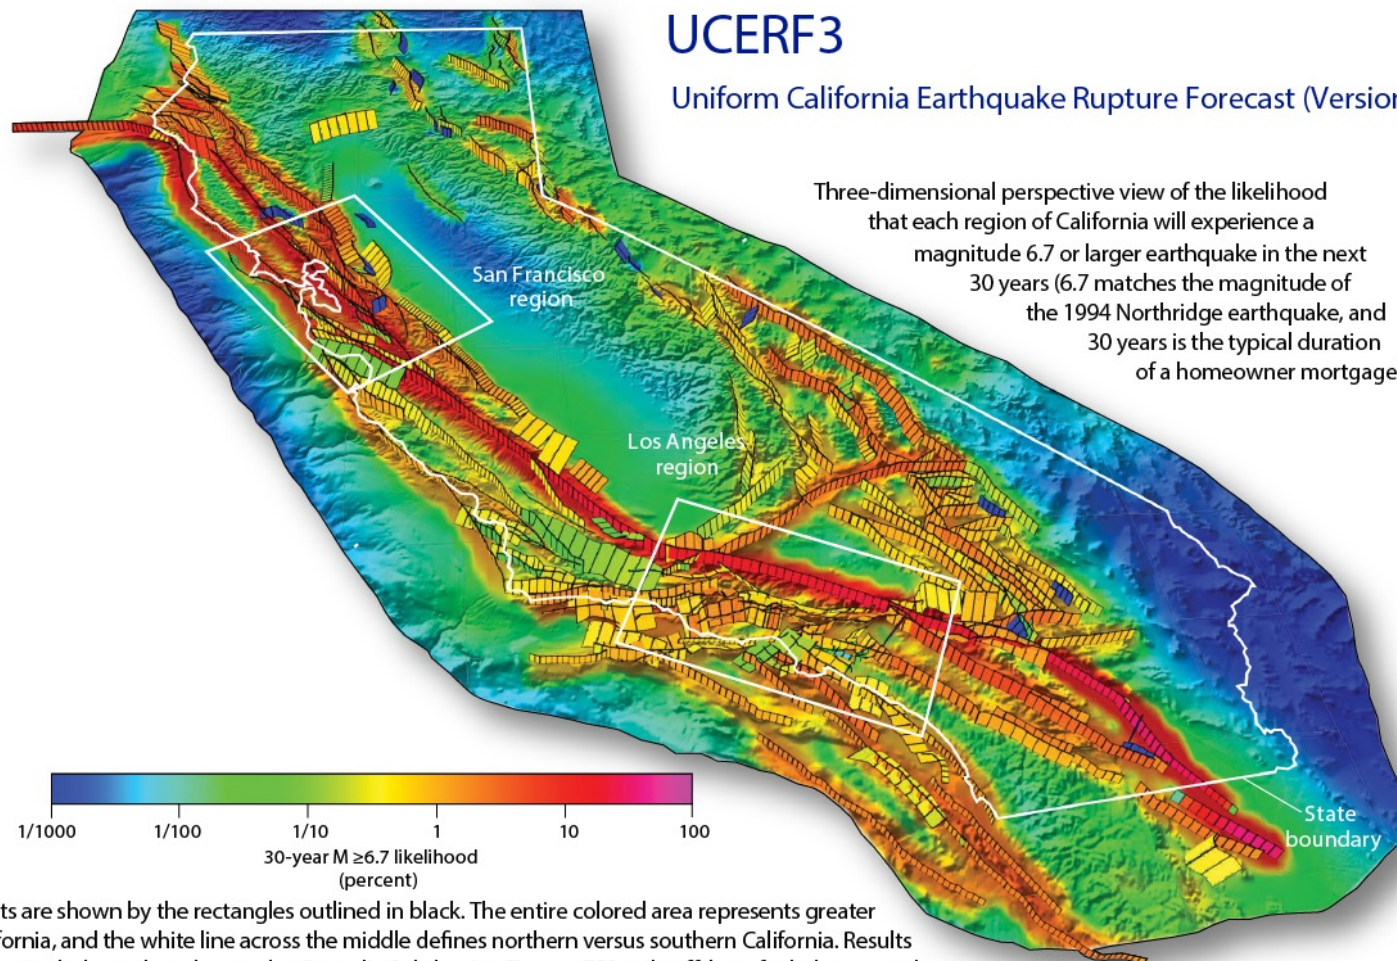 UCERF3
Uniform California Earthquake Rupture Forecast (Version
Three-dimensional perspective view of the likelihood
that each region of California will experience a
magnitude 6.7 or larger earthquake in the next
30 years (6.7 matches the magnitude of
the 1994 Northridge earthquake, and
30 years is the typical duration
of a homeowner mortgage
San Francisco
region
Los Angeles
region
State
boundary
1/1000 1/100 1/10 1 10 100
30-year M ≥6.7 likelihood
(percent)
are shown by the rectangles outlined in black. The entire colored area represents greater
and the white line across the middle defines northern versus southern California. Results